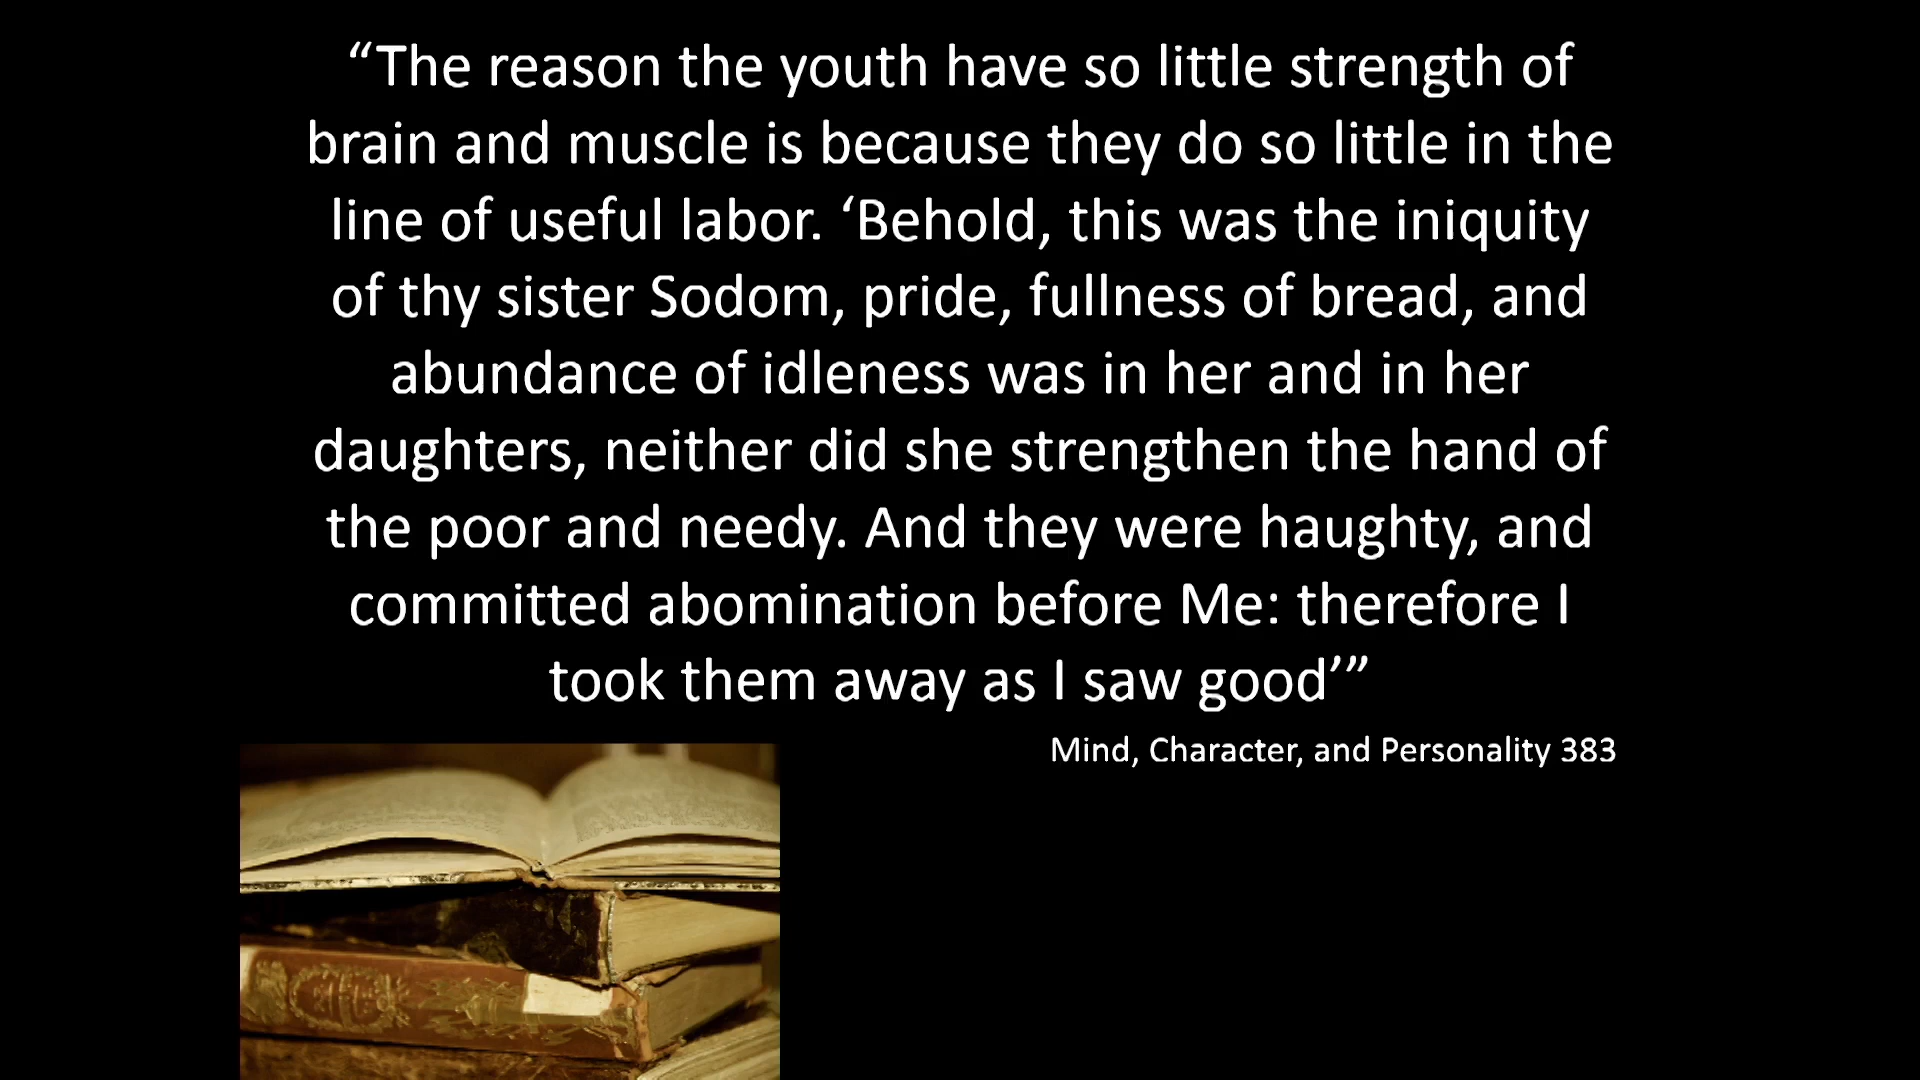 “The reason the youth have so little strength of
brain and muscle is because they do so little in the
line of useful labor. ‘Behold, this was the iniquity
of thy sister Sodom, pride, fullness of bread, and
abundance of idleness was in her and in her
daughters, neither did she strengthen the hand of
the poor and needy. And they were haughty, and
committed abomination before Me: therefore I
took them away as I saw good’”
Mind, Character, and Personality 383